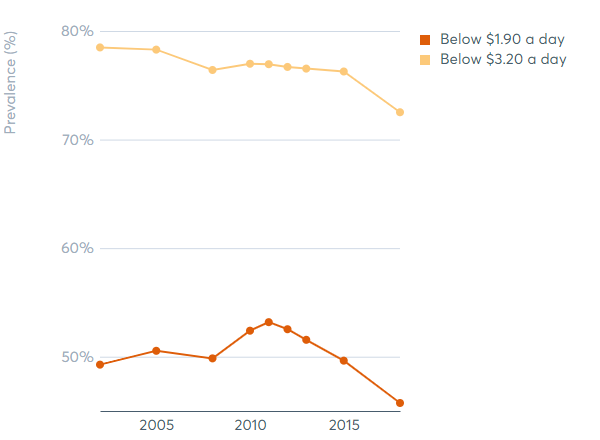 Prevalence (%)
80%
70%
60%
50%
2005 2010 2015
Below $1.90 a day
Below $3.20 a day